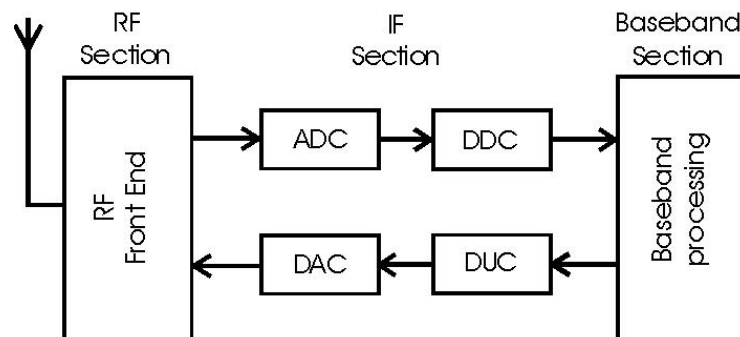 RF
Section
IF
Section
Baseband
Section
RF
Front End
ADC
DDC
DAC
DUC
Baseband
processing